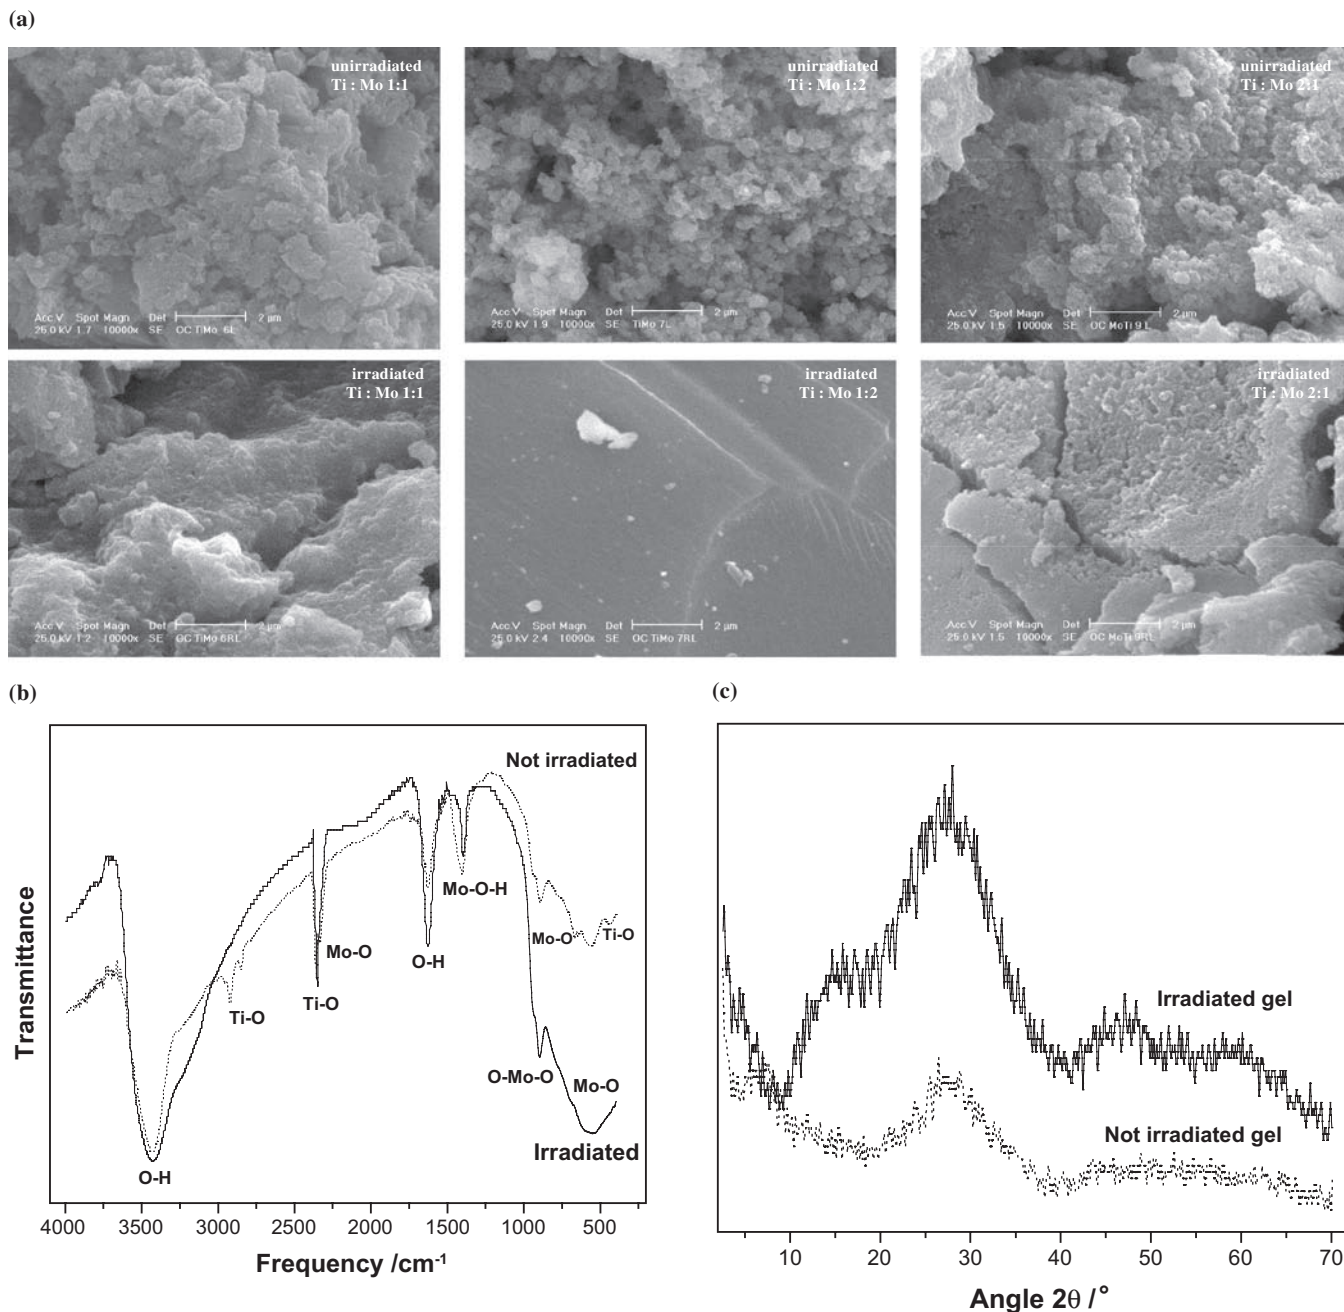 (a)
unirradiated
Ti : Mo 1:1
Acc.V Spot Magn Det 2 µm
25.0 kV 1.7 10000x SE OC TiMo 6L
unirradiated
Ti : Mo 1:2
Acc.V Spot Magn Det 2 µm
25.0 kV 1.9 10000x SE TiMo 7L
unirradiated
Ti : Mo 2:1
Acc.V Spot Magn Det 2 µm
25.0 kV 1.5 10000x SE OC MoTi 9 L
irradiated
Ti : Mo 1:1
Acc.V Spot Magn Det 2 µm
25.0 kV 1.2 10000x SE OC TiMo 6RL
irradiated
Ti : Mo 1:2
Acc.V Spot Magn Det 2 µm
25.0 kV 2.4 10000x SE OC TiMo 7RL
irradiated
Ti : Mo 2:1
Acc.V Spot Magn Det 2 µm
25.0 kV 1.5 10000x SE OC MoTi 9RL
(b)
Not irradiated
Mo-O-H
Mo-O
O-H
Mo-O
Ti-O
Ti-O
Ti-O
O-Mo-O
Mo-O
Irradiated
O-H
Transmittance
4000 3500 3000 2500 2000 1500 1000 500
Frequency /cm-1
(c)
Irradiated gel
Not irradiated gel
10 20 30 40 50 60 70
Angle 2θ /°